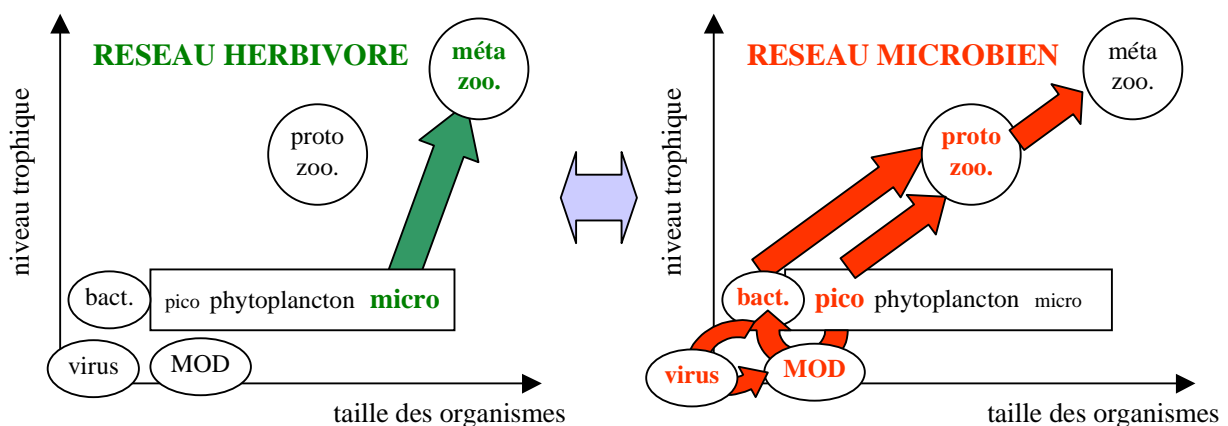 RESEAU HERBIVORE
méta
zoo.
proto
zoo.
niveau trophique
bact.
pico phytoplancton micro
virus
MOD
taille des organismes
RESEAU MICROBIEN
méta
zoo.
proto
zoo.
niveau trophique
bact.
pico phytoplancton micro
virus
MOD
taille des organismes